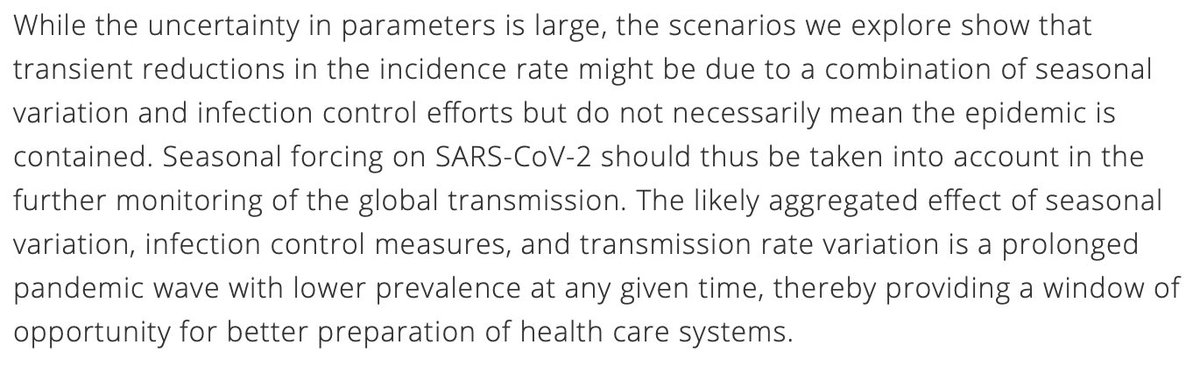 While the uncertainty in parameters is large, the scenarios we explore show that
transient reductions in the incidence rate might be due to a combination of seasonal
variation and infection control efforts but do not necessarily mean the epidemic is
contained. Seasonal forcing on SARS-CoV-2 should thus be taken into account in the
further monitoring of the global transmission. The likely aggregated effect of seasonal
variation, infection control measures, and transmission rate variation is a prolonged
pandemic wave with lower prevalence at any given time, thereby providing a window of
opportunity for better preparation of health care systems.